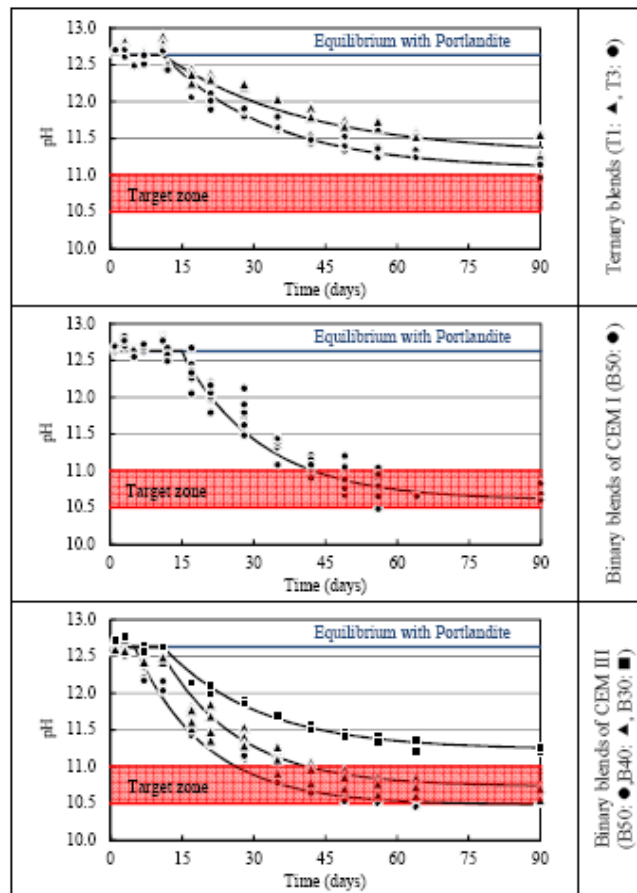 13.0
12.5
12.0
11.5
11.0
10.5
10.0
pH
Equilibrium with Portlandite
Target zone
0 15 30 45 60 75 90
Time (days)
Ternary blends (T1: ▲, T3: ●)
13.0
12.5
12.0
11.5
11.0
10.5
10.0
pH
Equilibrium with Portlandite
Target zone
0 15 30 45 60 75 90
Time (days)
Binary blends of CEM I (B50: ●)
13.0
12.5
12.0
11.5
11.0
10.5
10.0
pH
Equilibrium with Portlandite
Target zone
0 15 30 45 60 75 90
Time (days)
Binary blends of CEM III
(B50: ●,B40: ▲, B30: ■)